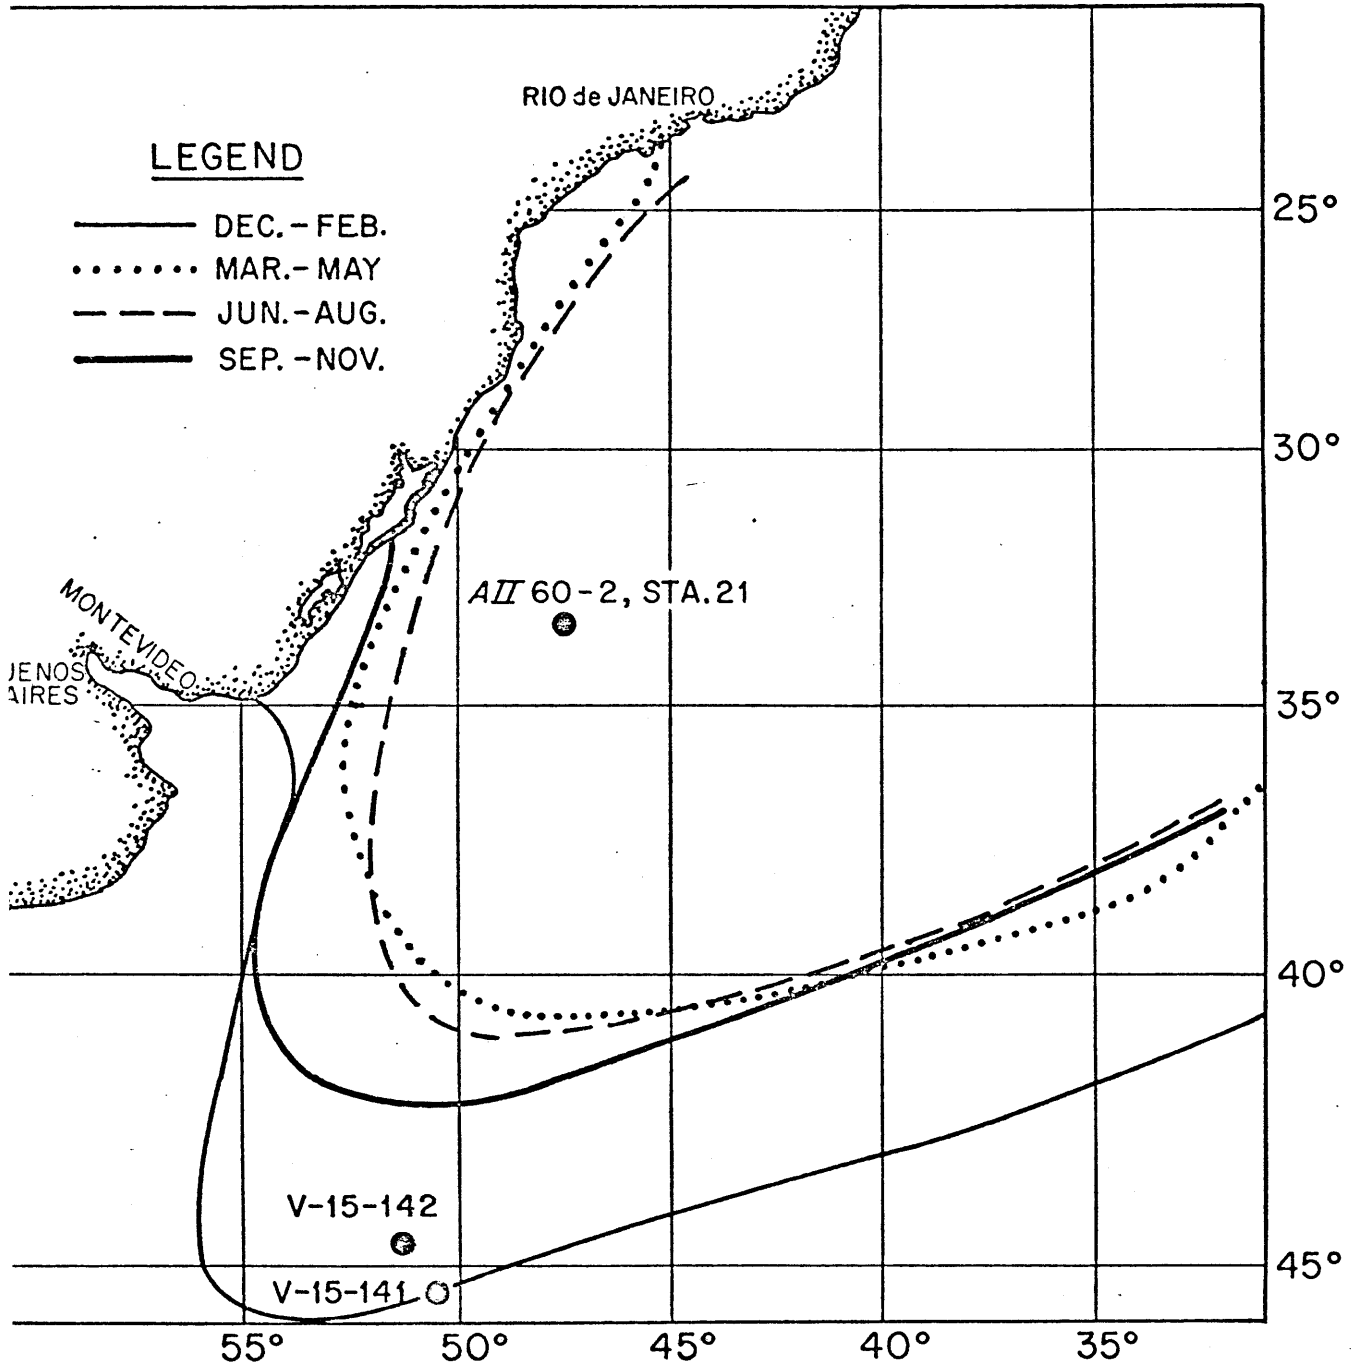 RIO de JANEIRO
LEGEND
DEC.-FEB.
MAR.-MAY
JUN.-AUG.
SEP.-NOV.
25°
30°
AII 60-2, STA.21
MONTEVIDEO
UENOS
AIRES
35°
40°
V-15-142
V-15-141
45°
55° 50° 45° 40° 35°